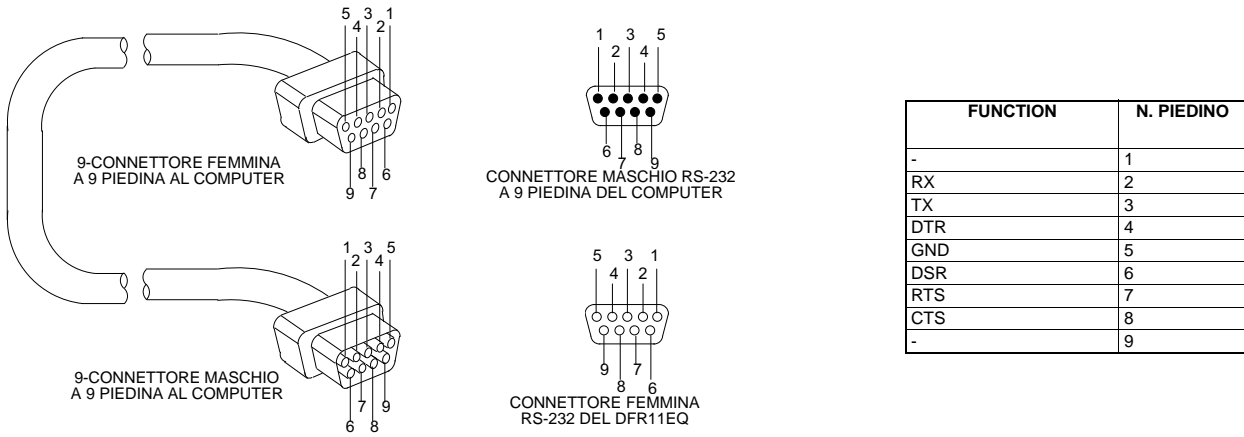 5 3 1
4 2
9-CONNETTORE FEMMINA
A 9 PIEDINA AL COMPUTER
8 6
9 7
1 3 5
2 4
6 8
7 9
CONNETTORE MASCHIO RS-232
A 9 PIEDINA DEL COMPUTER
1 3 5
2 4
9-CONNETTORE MASCHIO
A 9 PIEDINA AL COMPUTER
7 9
6 8
5 3 1
4 2
9 7
8 6
CONNETTORE FEMMINA
RS-232 DEL DFR11EQ
FUNCTION N. PIEDINO
- 1
RX 2
TX 3
DTR 4
GND 5
DSR 6
RTS 7
CTS 8
- 9